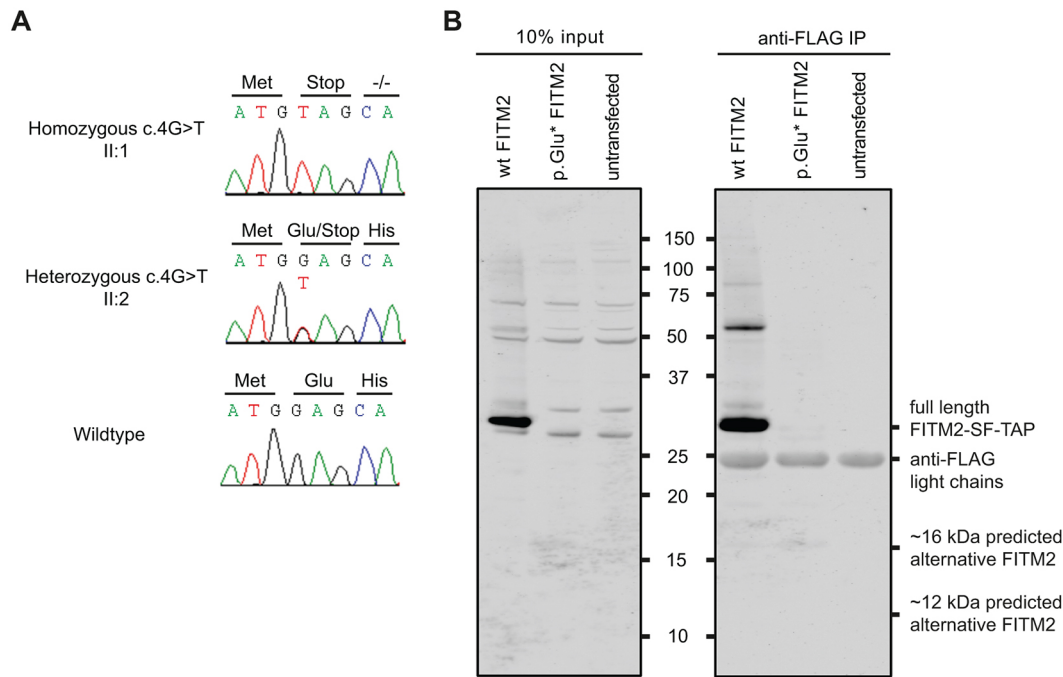 A
Met Stop -/-
A T G T A G C A
Homozygous c.4G>T
II:1
Met Glu/Stop His
A T G G A G C A
T
Heterozygous c.4G>T
II:2
Met Glu His
A T G G A G C A
Wildtype
B
10% input
anti-FLAG IP
wt FITM2
p.Glu* FITM2
untransfected
wt FITM2
p.Glu* FITM2
untransfected
150
100
75
50
37
25
20
15
10
full length
FITM2-SF-TAP
anti-FLAG
light chains
~16 kDa predicted
alternative FITM2
~12 kDa predicted
alternative FITM2